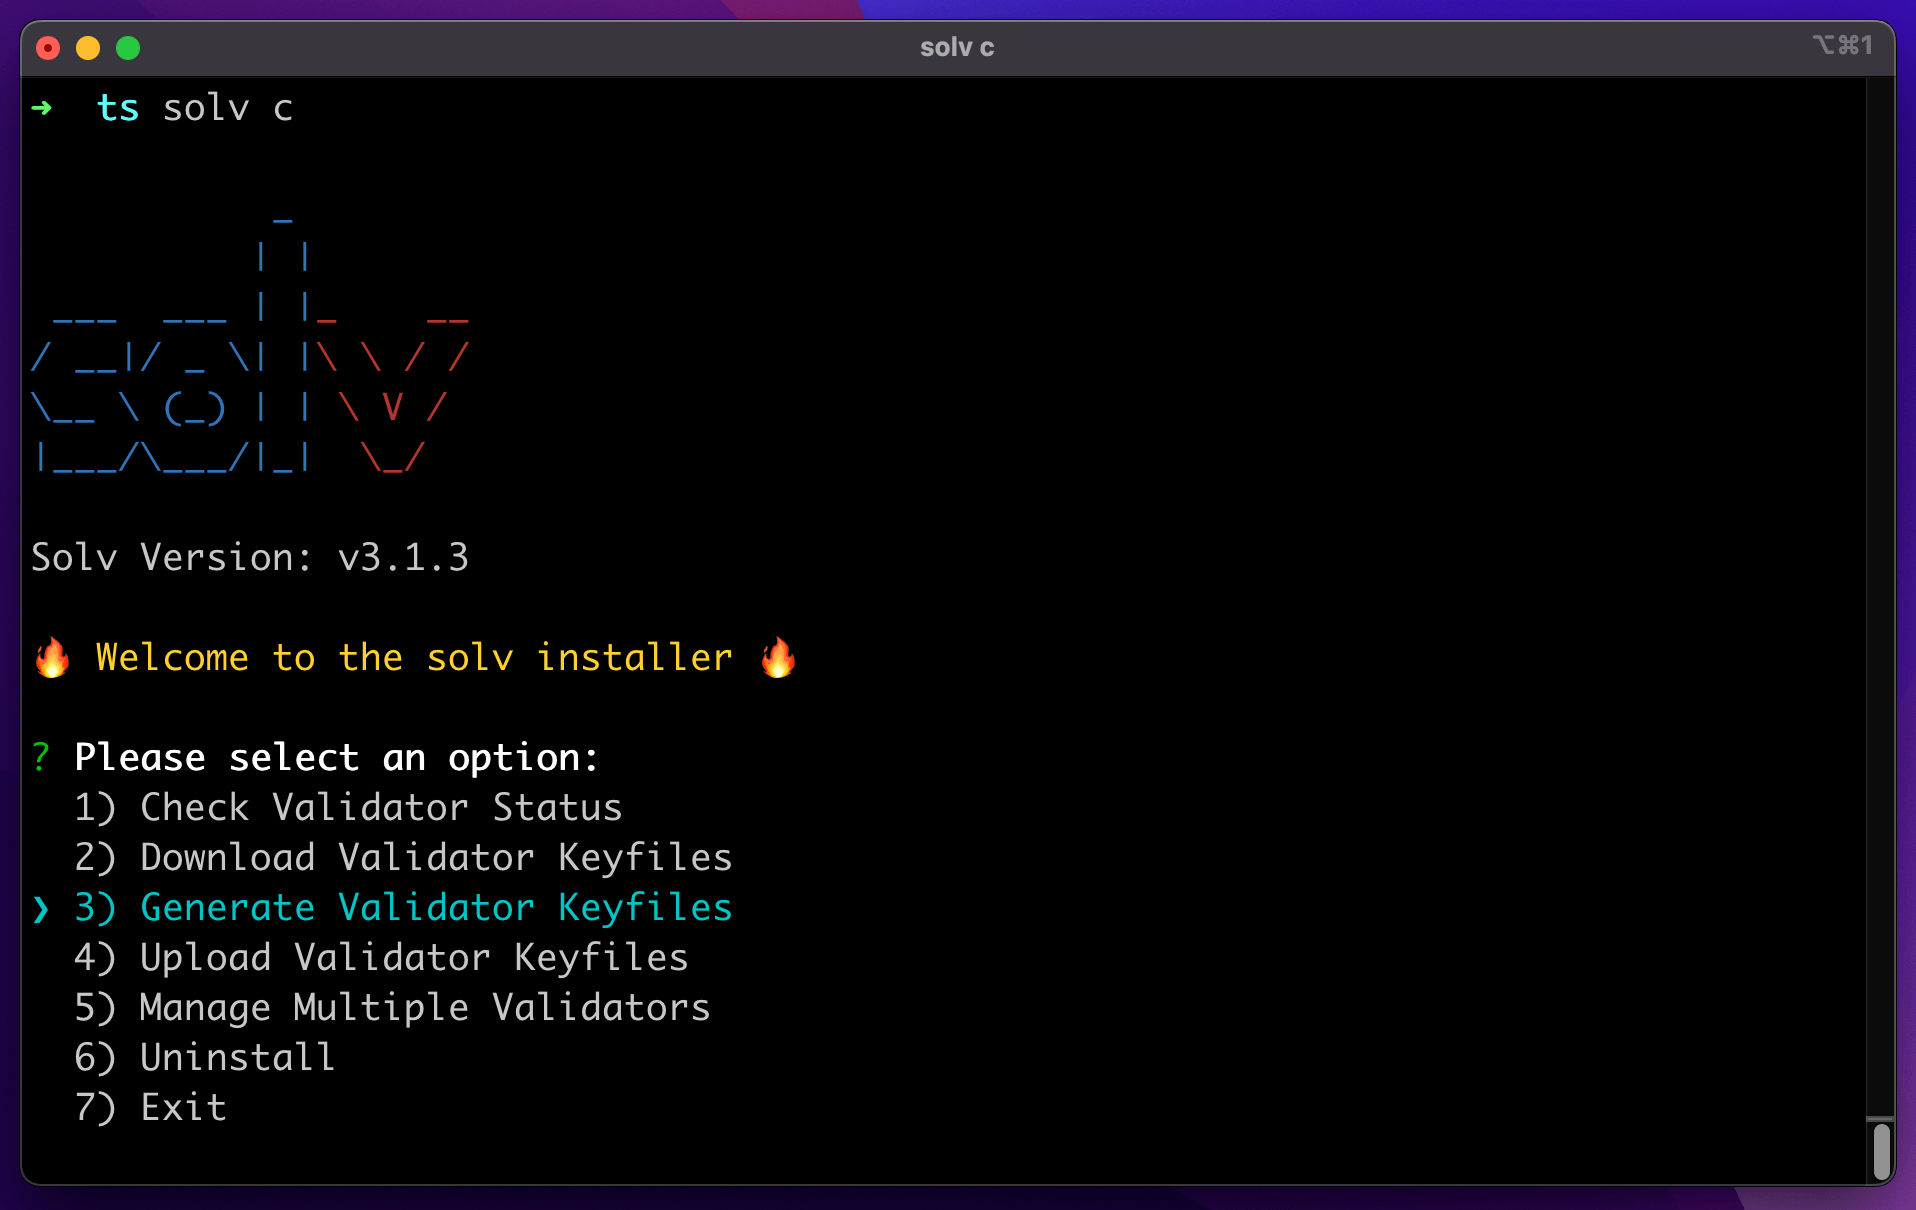 solv c
⌥⌘1
➜  ts solv c
           _
          | |
 ___  ___ | |_    __
/ __|/ _ \| |\ \ / /
\__ \ (_) | | \ V /
|___/\___/|_|  \_/
Solv Version: v3.1.3
🔥 Welcome to the solv installer 🔥
? Please select an option:
  1) Check Validator Status
  2) Download Validator Keyfiles
❯ 3) Generate Validator Keyfiles
  4) Upload Validator Keyfiles
  5) Manage Multiple Validators
  6) Uninstall
  7) Exit